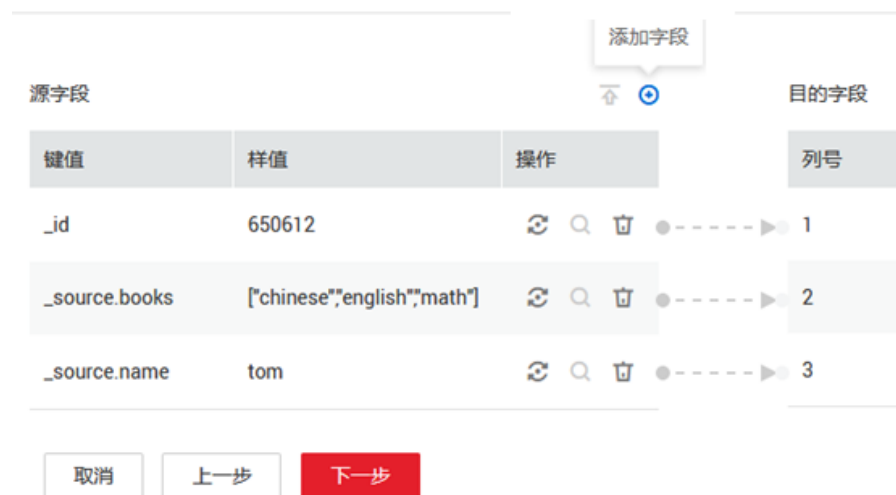 添加字段
源字段 目的字段
键值 样值 操作 列号
_id 650612 1
_source.books ["chinese","english","math"] 2
_source.name tom 3
取消 上一步 下一步